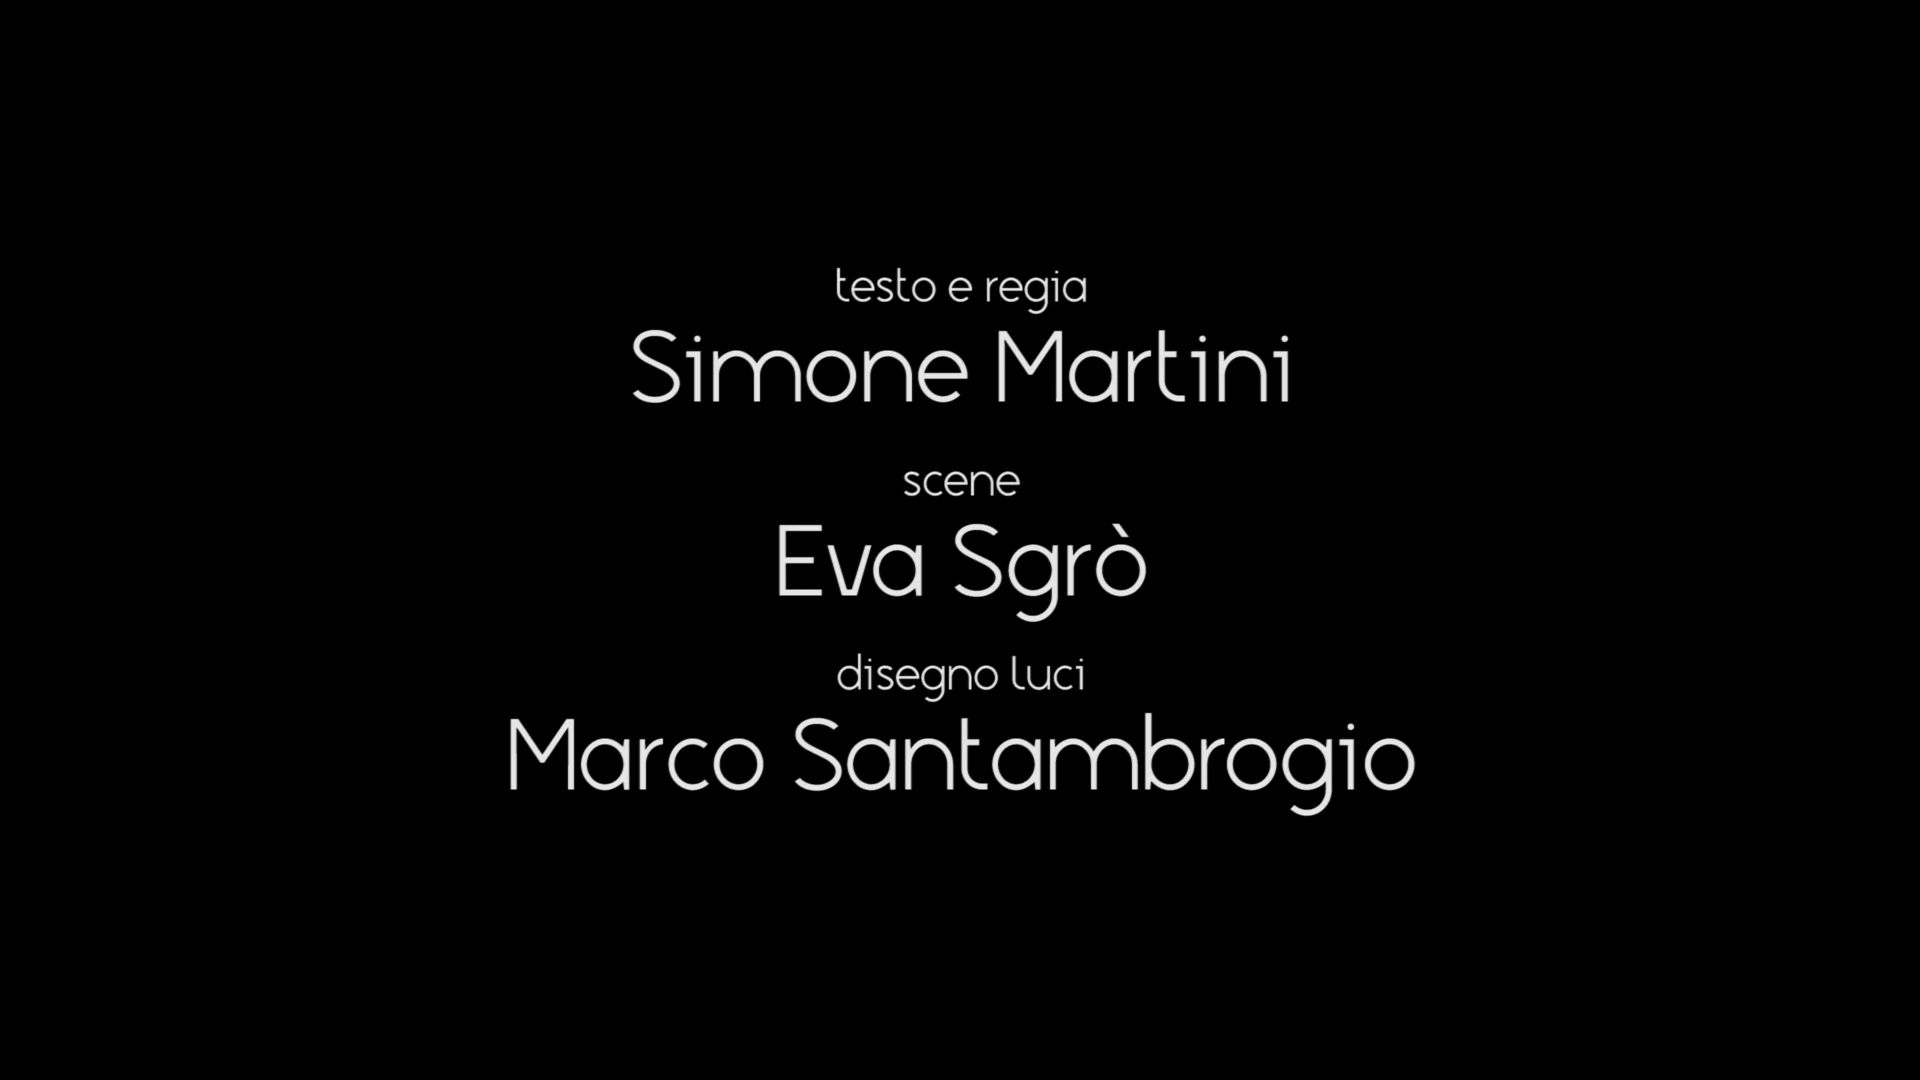 testo e regia
Simone Martini
scene
Eva Sgrò
disegno luci
Marco Santambrogio